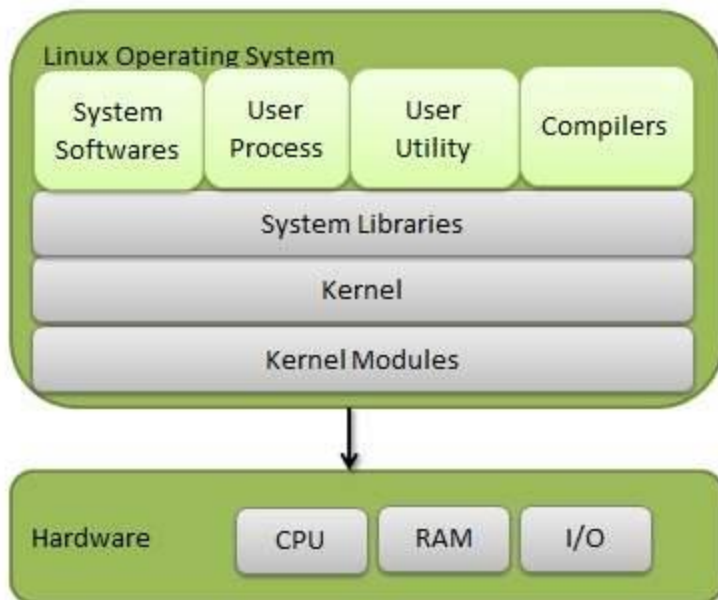 Linux Operating System
System
Softwares
User
Process
User
Utility
Compilers
System Libraries
Kernel
Kernel Modules
Hardware
CPU
RAM
I/O